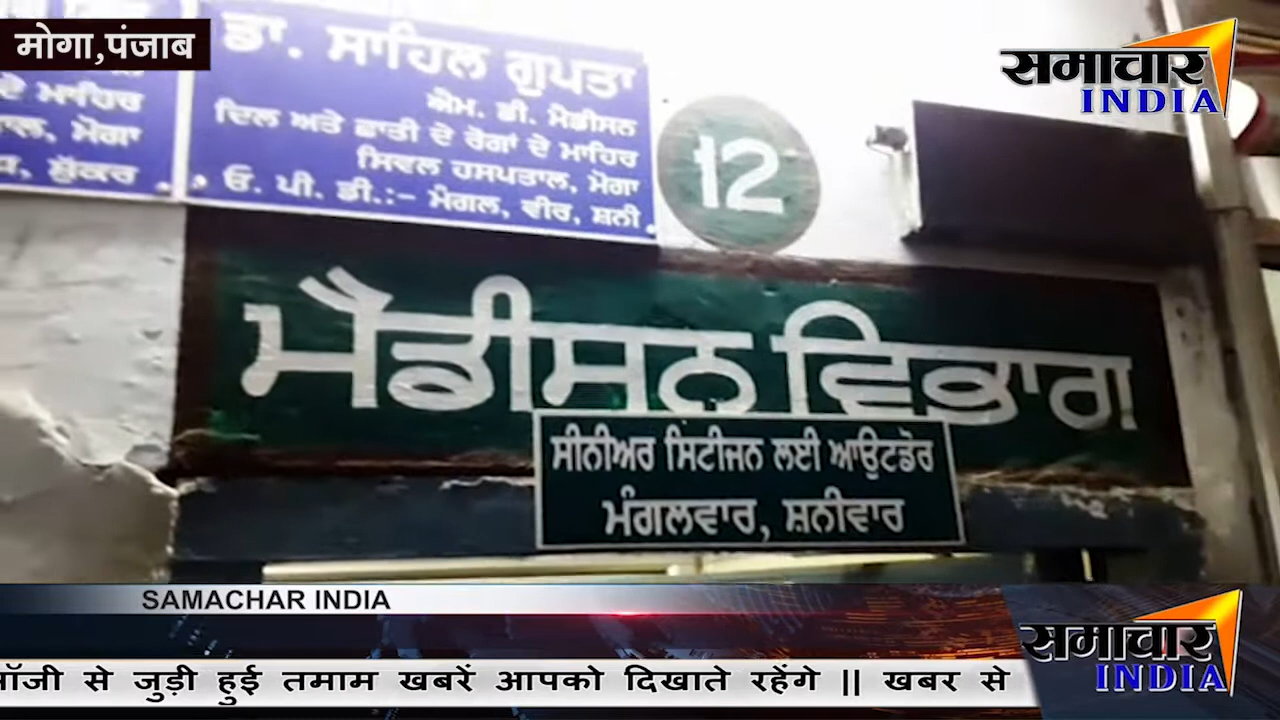 मोगा,पंजाब
समाचार
INDIA
ਦੇ ਮਾਹਿਰ
ਮੋਗਾ
ਸ਼ੁੱਕਰ
ਡਾ. ਸਾਹਿਲ ਗੁਪਤਾ
ਐਮ. ਡੀ. ਮੈਡੀਸਨ
ਦਿਲ ਅਤੇ ਛਾਤੀ ਦੇ ਰੋਗਾਂ ਦੇ ਮਾਹਿਰ
ਸਿਵਲ ਹਸਪਤਾਲ, ਮੋਗਾ
ਓ. ਪੀ. ਡੀ.:- ਮੰਗਲ, ਵੀਰ, ਸ਼ਨੀ
12
ਮੈਡੀਸਨ ਵਿਭਾਗ
ਸੀਨੀਅਰ ਸਿਟੀਜਨ ਲਈ ਆਊਟਡੋਰ
ਮੰਗਲਵਾਰ, ਸ਼ਨੀਵਾਰ
SAMACHAR INDIA
से जुड़ी हुई तमाम खबरें आपको दिखाते रहेंगे || खबर से
समाचार
INDIA